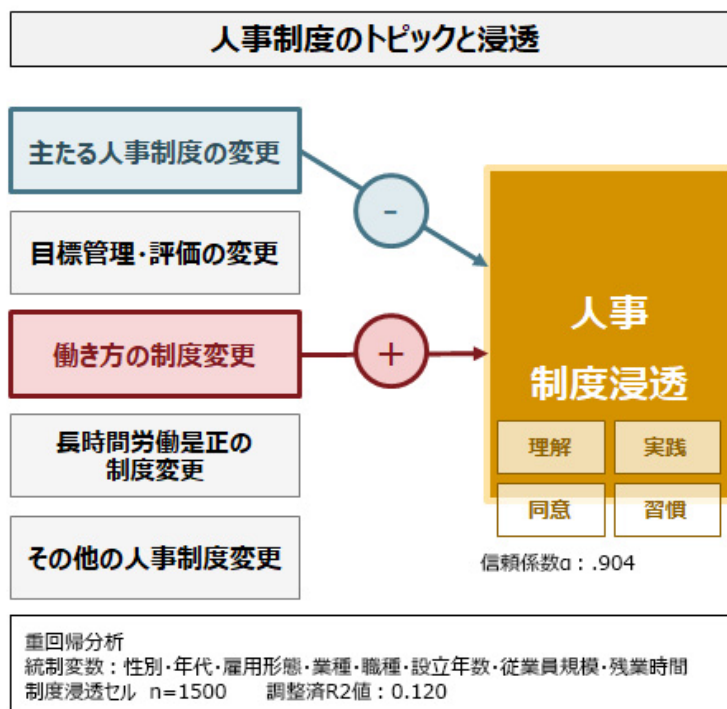 人事制度のトピックと浸透
主たる人事制度の変更
-
目標管理・評価の変更
働き方の制度変更
+
長時間労働是正の
制度変更
その他の人事制度変更
人事
制度浸透
理解
実践
同意
習慣
信頼係数α：.904
重回帰分析
統制変数：性別・年代・雇用形態・業種・職種・設立年数・従業員規模・残業時間
制度浸透セル n=1500 調整済R2値：0.120